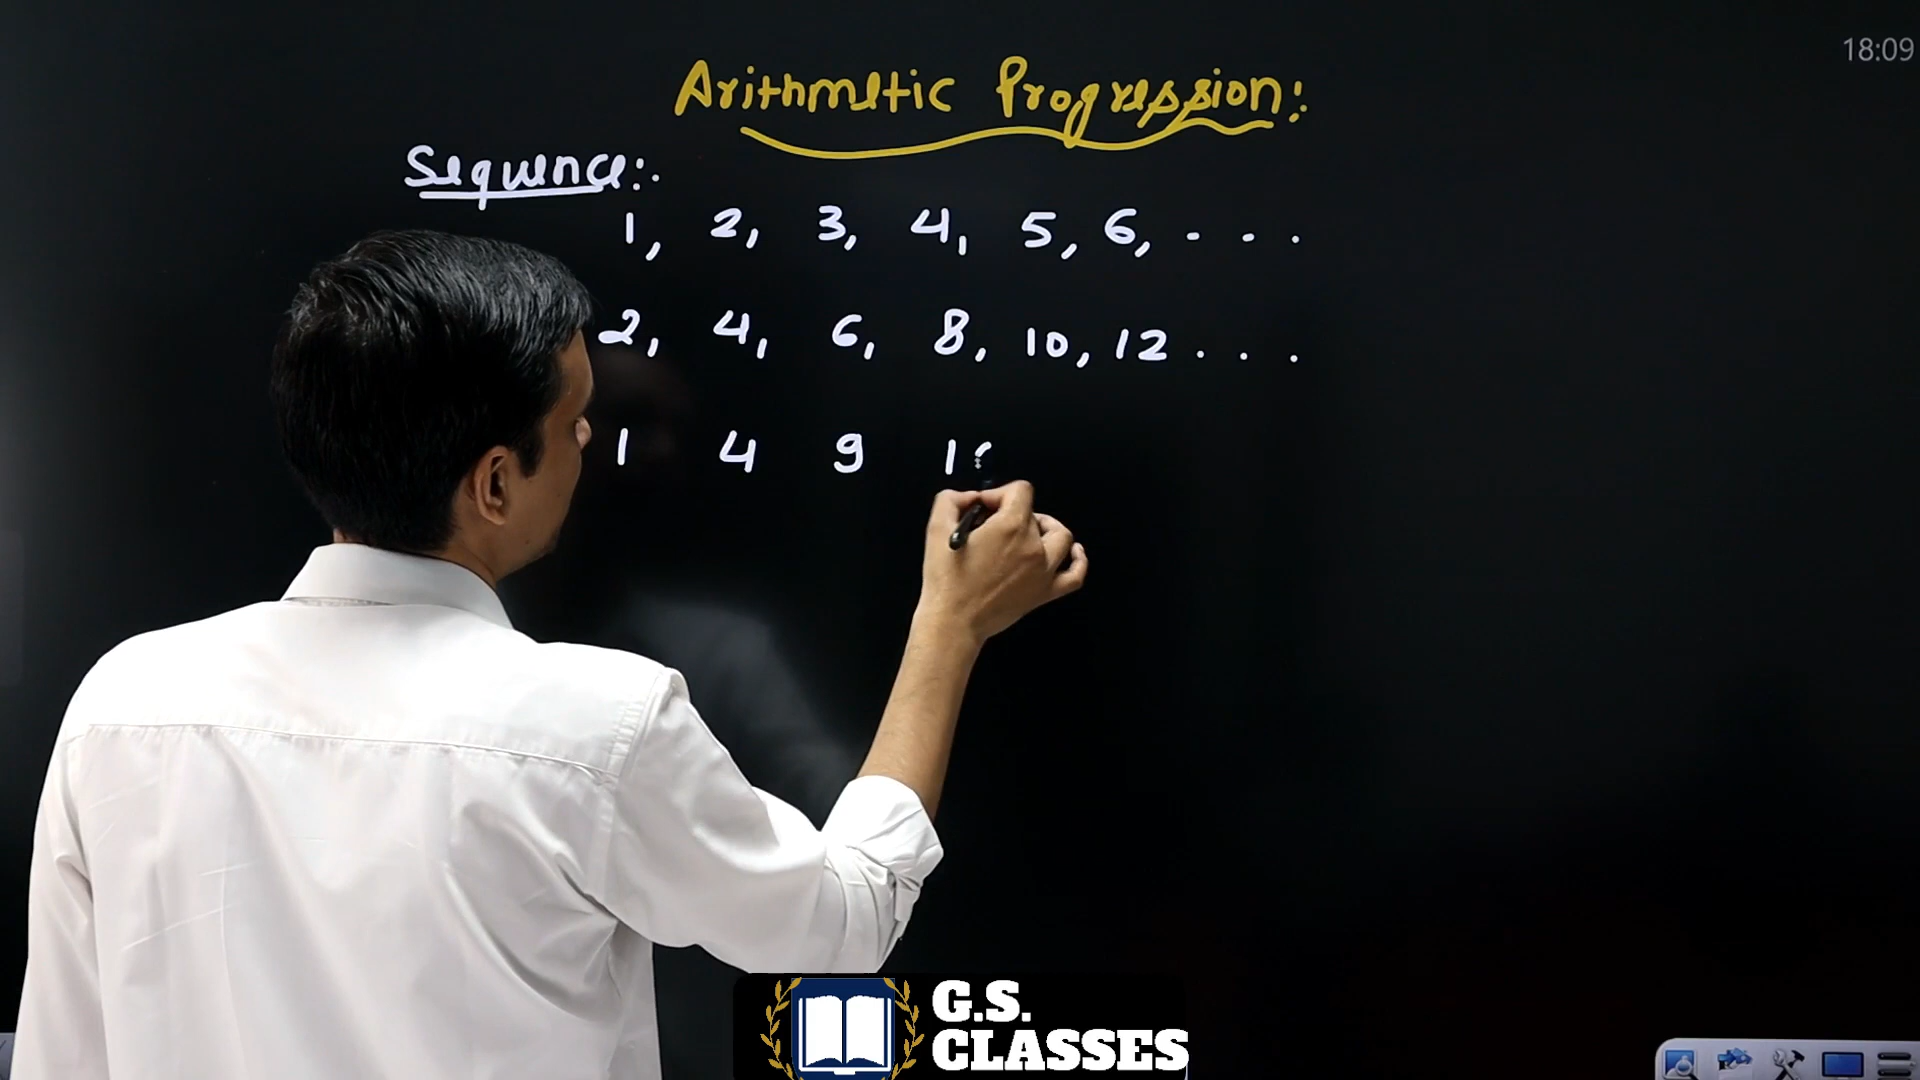 18:09
Arithmetic Progression:
Sequence:-
1, 2, 3, 4, 5, 6, - - .
2, 4, 6, 8, 10, 12 . . .
1 4 9 1
G.S.
CLASSES